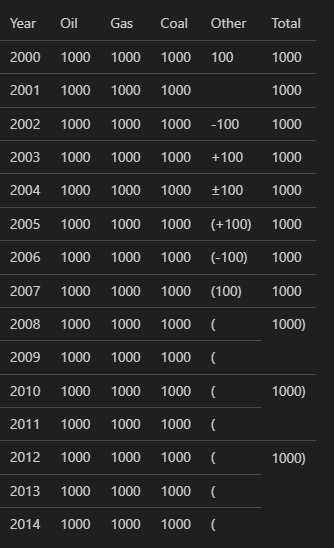 Year Oil Gas Coal Other Total
2000 1000 1000 1000 100 1000
2001 1000 1000 1000 1000
2002 1000 1000 1000 -100 1000
2003 1000 1000 1000 +100 1000
2004 1000 1000 1000 ±100 1000
2005 1000 1000 1000 (+100) 1000
2006 1000 1000 1000 (-100) 1000
2007 1000 1000 1000 (100) 1000
2008 1000 1000 1000 ( 1000)
2009 1000 1000 1000 (
2010 1000 1000 1000 ( 1000)
2011 1000 1000 1000 (
2012 1000 1000 1000 ( 1000)
2013 1000 1000 1000 (
2014 1000 1000 1000 (